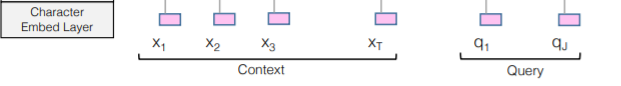 Character
Embed Layer
x1 x2 x3 xT q1 qJ
Context Query